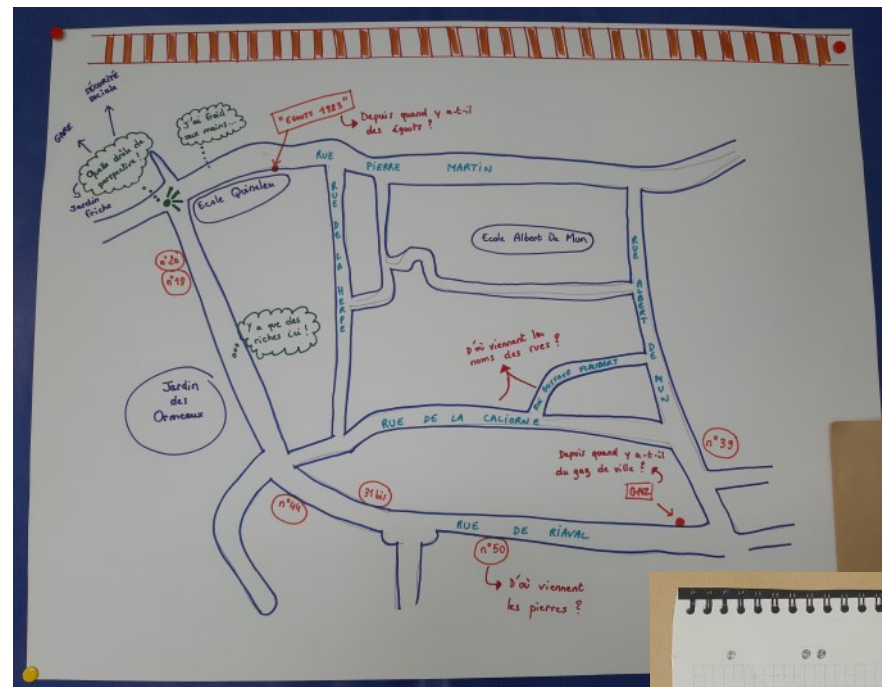 SÉCURITÉ
Sociale
GARE
Quelle drôle de
perspective!
Jardin
friche
J'ai froid
aux mains...
"EGOUTS 1983"
Depuis quand y a-t-il
des égouts ?
RUE PIERRE MARTIN
Ecole Quineleu
RUE DE LA HERPE
Ecole Albert De Mun
RUE ALBERT DE MUN
n°20
n°18
Y a que des
riches ici !
D'où viennent les
noms des rues ?
RUE GUSTAVE FLAUBERT
Jardin
des
Ormeaux
RUE DE LA CALIORNE
n°39
Depuis quand y a-t-il
du gaz de ville ?
GAZ
31 bis
n°44
RUE DE RIAVAL
n°50
D'où viennent
les pierres ?